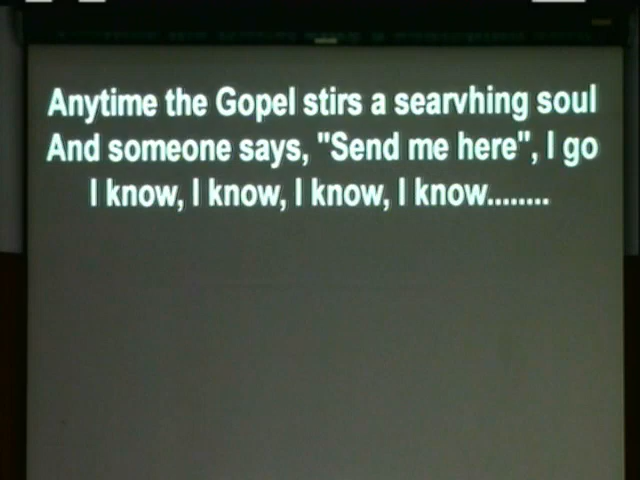 Anytime the Gopel stirs a searvhing soul
And someone says, "Send me here", I go
I know, I know, I know, I know........